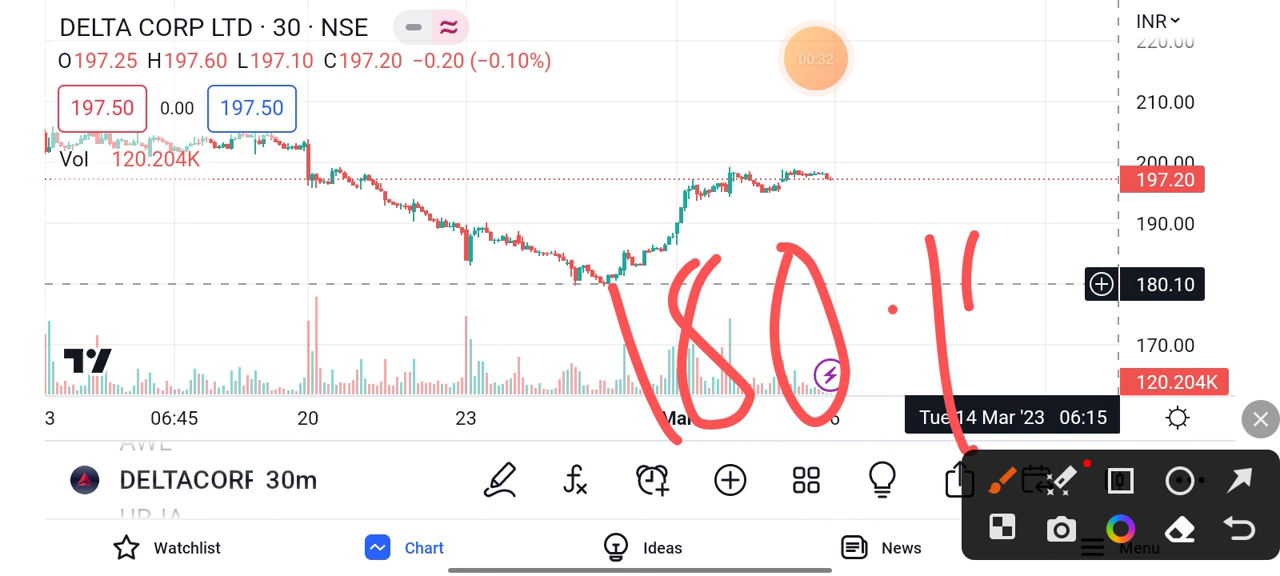 DELTA CORP LTD · 30 · NSE
INR
00:32
220.00
O197.25 H197.60 L197.10 C197.20 −0.20 (−0.10%)
197.50 0.00 197.50
210.00
Vol 120.204K
200.00
197.20
190.00
180.10
180.1
170.00
120.204K
3 06:45 20 23 Mar 6 Tue 14 Mar '23 06:15
AWL
DELTACORP 30m
Watchlist Chart Ideas News Menu